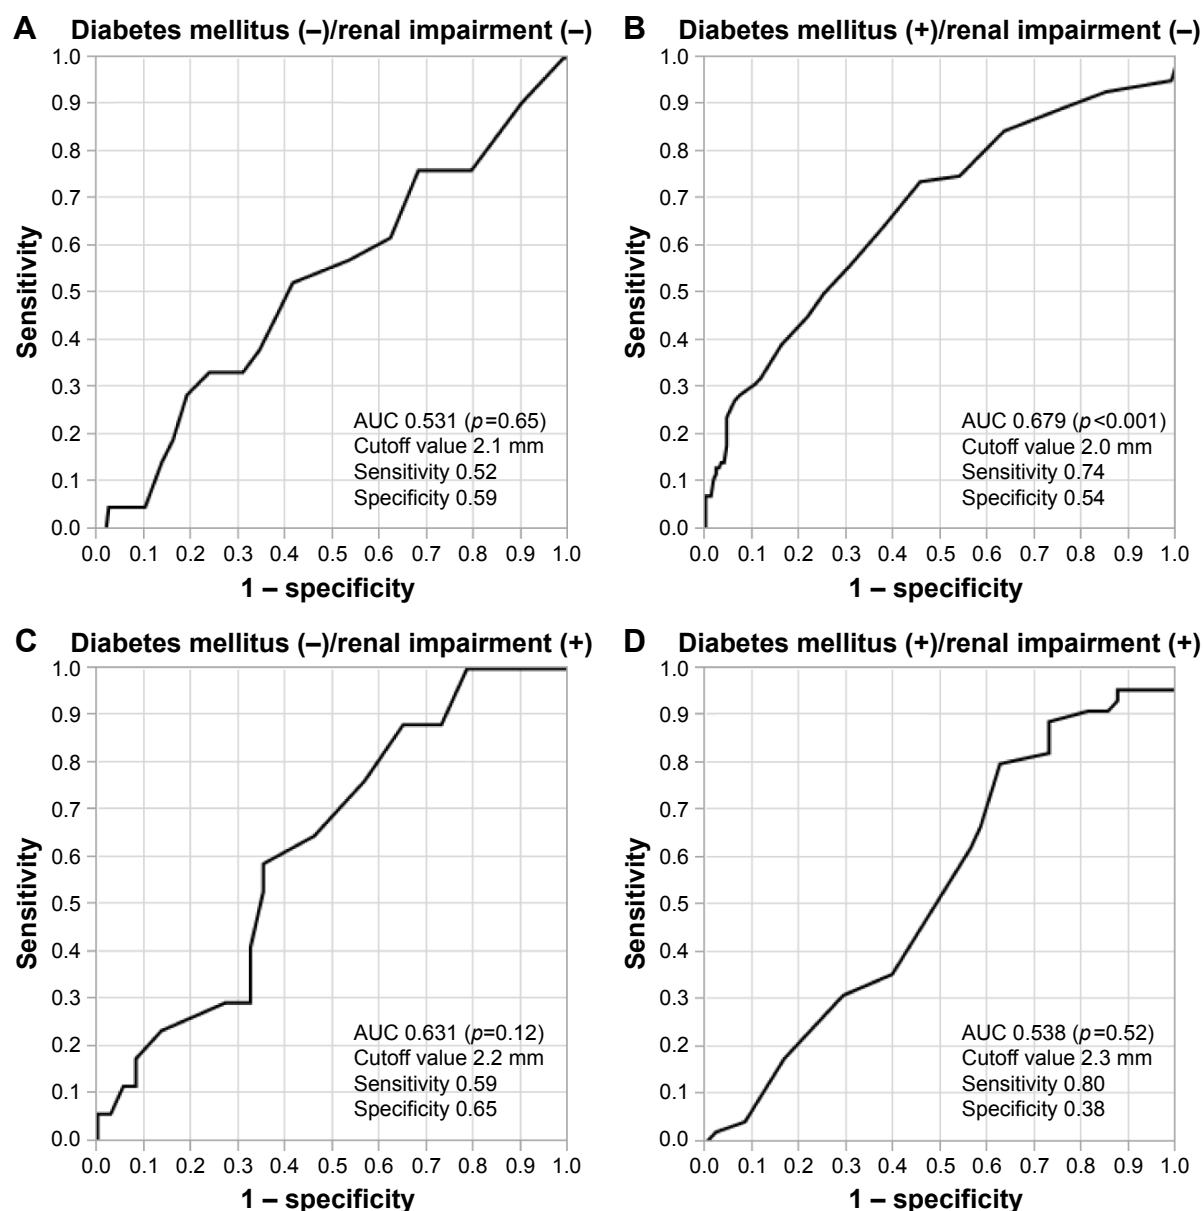 A Diabetes mellitus (–)/renal impairment (–)
1.0
0.9
0.8
0.7
0.6
0.5
0.4
0.3
0.2
0.1
0.0
Sensitivity
AUC 0.531 (p=0.65)
Cutoff value 2.1 mm
Sensitivity 0.52
Specificity 0.59
0.0 0.1 0.2 0.3 0.4 0.5 0.6 0.7 0.8 0.9 1.0
1 – specificity
B Diabetes mellitus (+)/renal impairment (–)
1.0
0.9
0.8
0.7
0.6
0.5
0.4
0.3
0.2
0.1
0.0
Sensitivity
AUC 0.679 (p<0.001)
Cutoff value 2.0 mm
Sensitivity 0.74
Specificity 0.54
0.0 0.1 0.2 0.3 0.4 0.5 0.6 0.7 0.8 0.9 1.0
1 – specificity
C Diabetes mellitus (–)/renal impairment (+)
1.0
0.9
0.8
0.7
0.6
0.5
0.4
0.3
0.2
0.1
0.0
Sensitivity
AUC 0.631 (p=0.12)
Cutoff value 2.2 mm
Sensitivity 0.59
Specificity 0.65
0.0 0.1 0.2 0.3 0.4 0.5 0.6 0.7 0.8 0.9 1.0
1 – specificity
D Diabetes mellitus (+)/renal impairment (+)
1.0
0.9
0.8
0.7
0.6
0.5
0.4
0.3
0.2
0.1
0.0
Sensitivity
AUC 0.538 (p=0.52)
Cutoff value 2.3 mm
Sensitivity 0.80
Specificity 0.38
0.0 0.1 0.2 0.3 0.4 0.5 0.6 0.7 0.8 0.9 1.0
1 – specificity